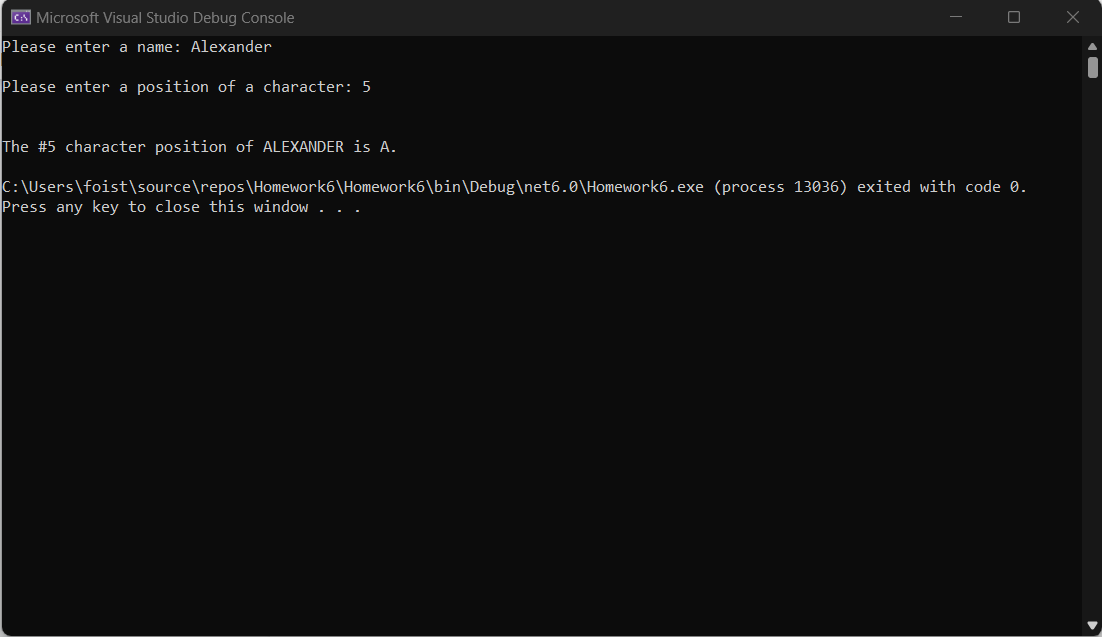 Microsoft Visual Studio Debug Console
Please enter a name: Alexander
Please enter a position of a character: 5
The #5 character position of ALEXANDER is A.
C:\Users\foist\source\repos\Homework6\Homework6\bin\Debug\net6.0\Homework6.exe (process 13036) exited with code 0.
Press any key to close this window . . .